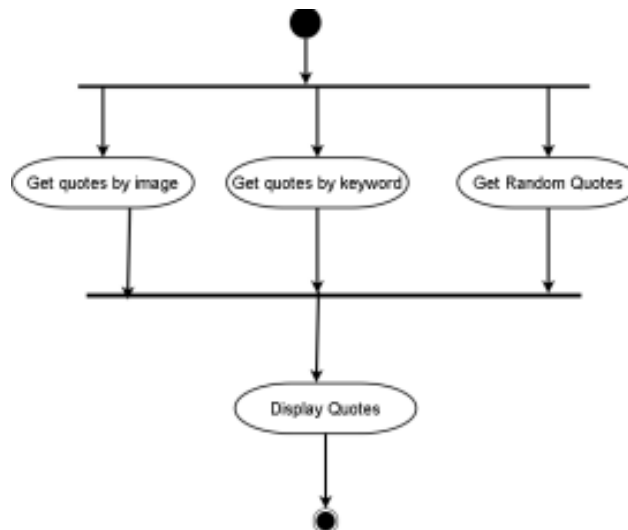 Get quotes by image
Get quotes by keyword
Get Random Quotes
Display Quotes